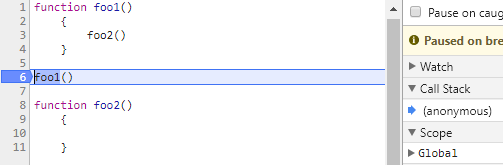 1 function foo1()
2 {
3 foo2()
4 }
5
6 foo1()
7
8 function foo2()
9 {
10
11 }
Pause on caug
Paused on bre
Watch
Call Stack
(anonymous)
Scope
Global